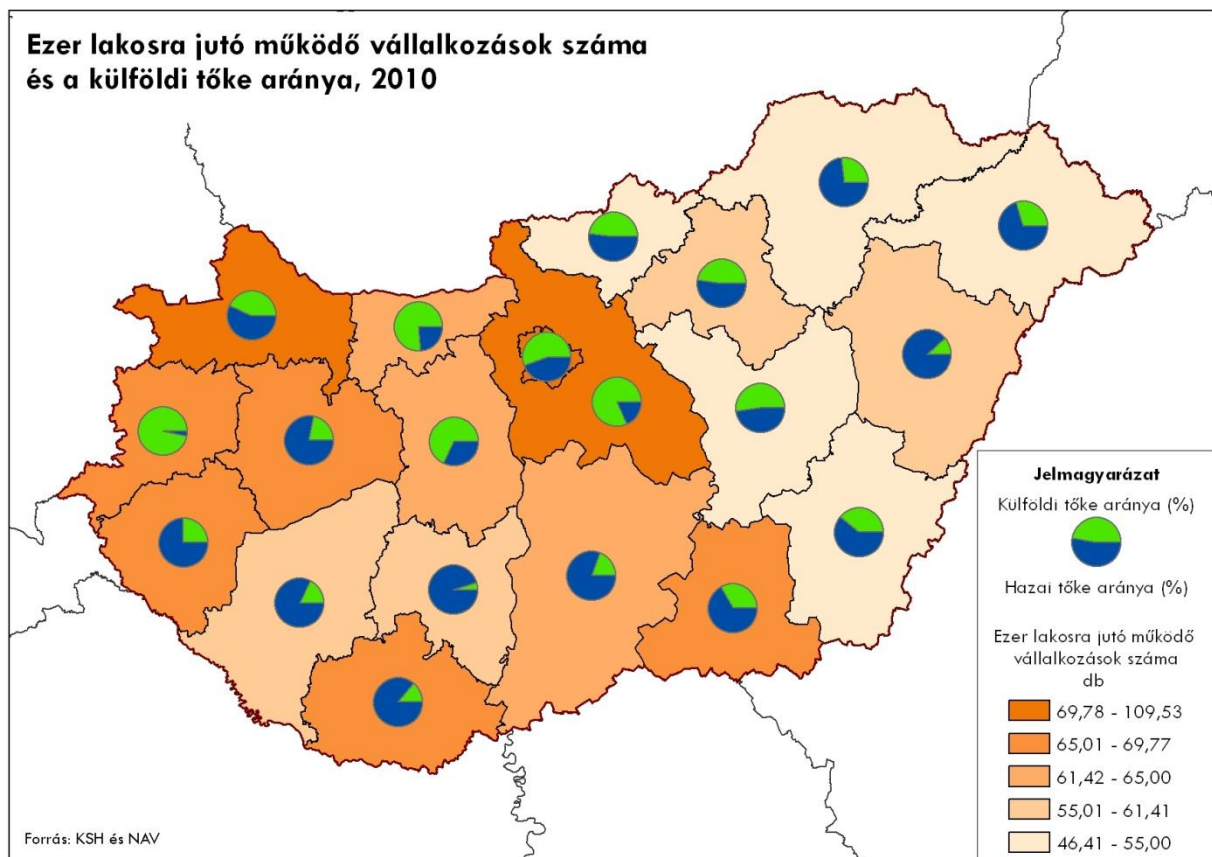 Ezer lakosra jutó működő vállalkozások száma
és a külföldi tőke aránya, 2010
Jelmagyarázat
Külföldi tőke aránya (%)
Hazai tőke aránya (%)
Ezer lakosra jutó működő
vállalkozások száma
db
69,78 - 109,53
65,01 - 69,77
61,42 - 65,00
55,01 - 61,41
46,41 - 55,00
Forrás: KSH és NAV